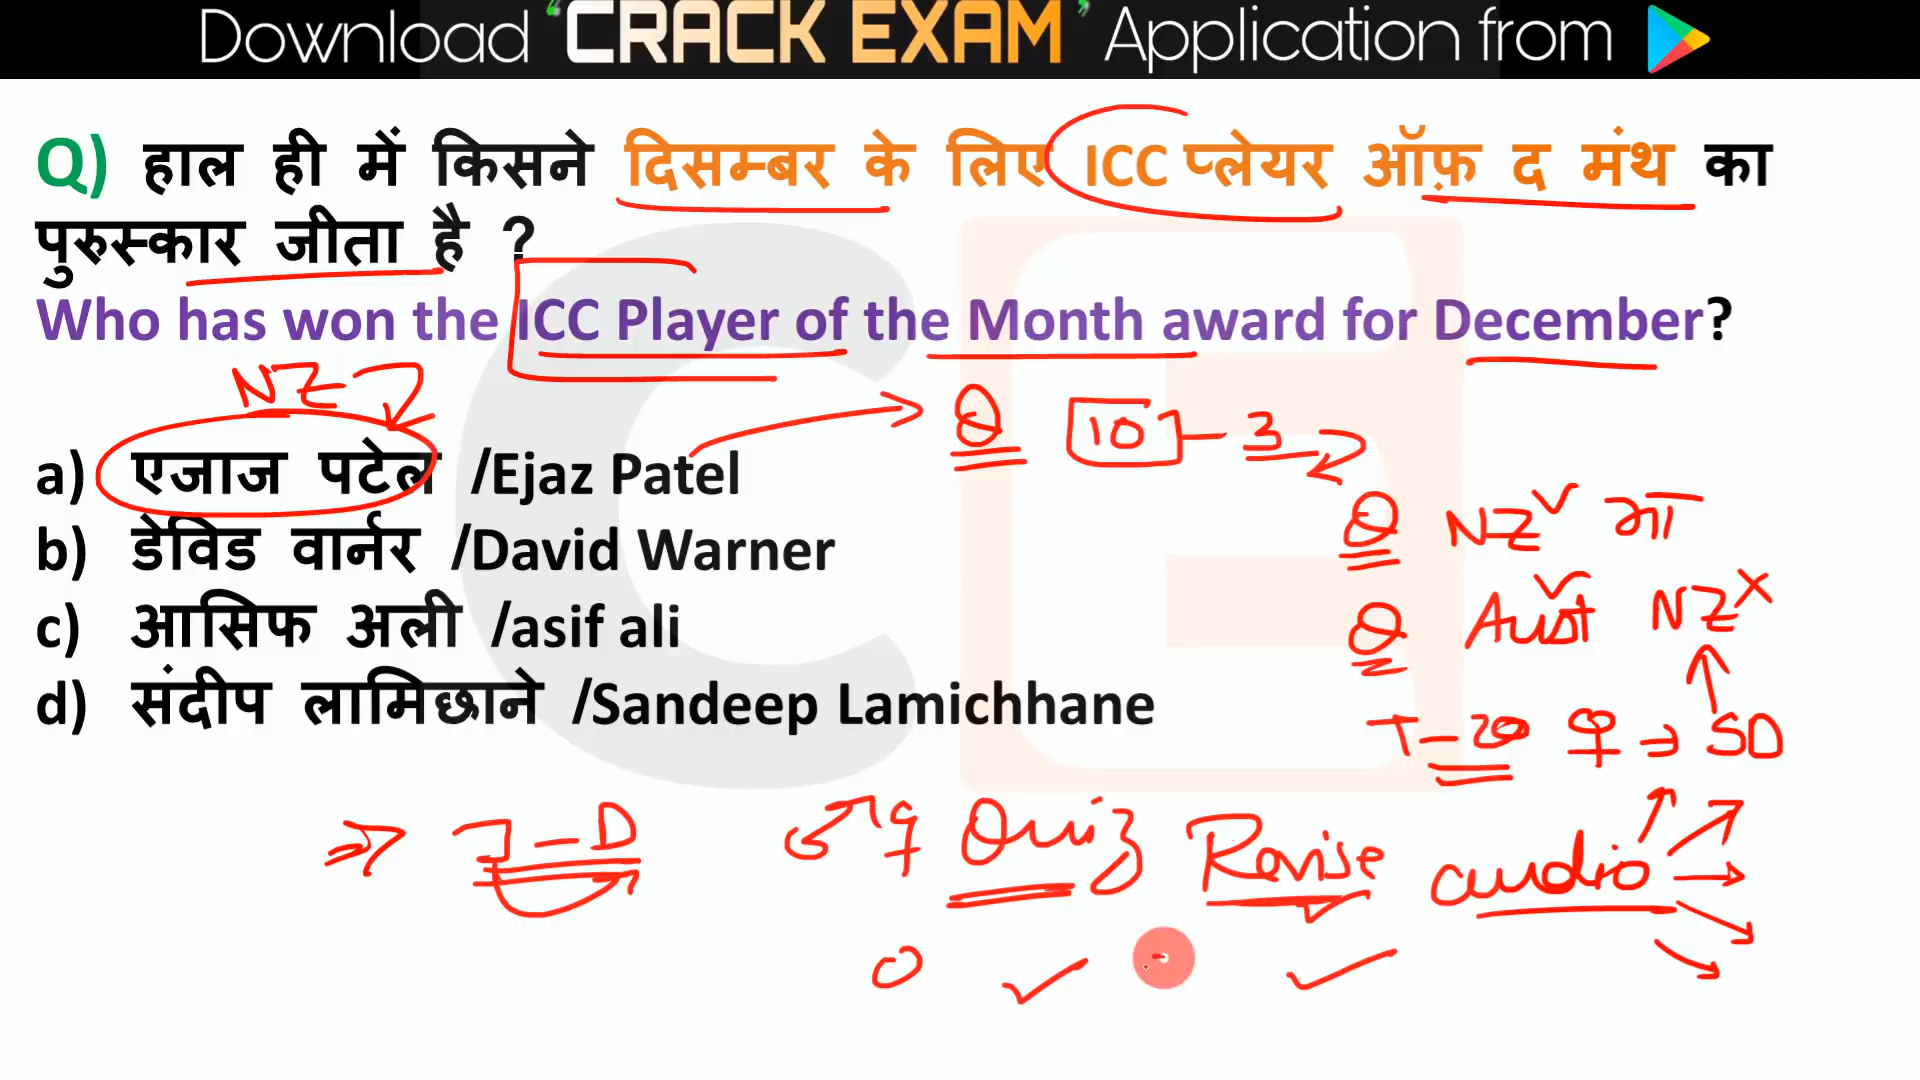 Download "CRACK EXAM" Application from
Q) हाल ही में किसने दिसम्बर के लिए ICC प्लेयर ऑफ़ द मंथ का
पुरुस्कार जीता है ?
Who has won the ICC Player of the Month award for December?
NZ
a) एजाज पटेल /Ejaz Patel
Q 10 - 3
b) डेविड वार्नर /David Warner
Q NZ
c) आसिफ अली /asif ali
Q Aust NZ
d) संदीप लामिछाने /Sandeep Lamichhane
T-20 SD
Quiz Revise audio